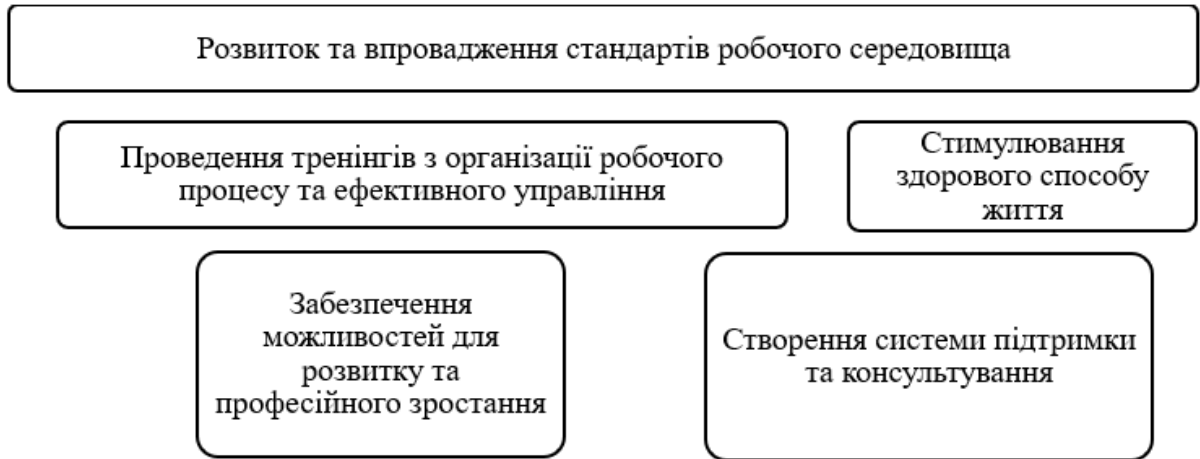 Розвиток та впровадження стандартів робочого середовища
Проведення тренінгів з організації робочого
процесу та ефективного управління
Стимулювання
здорового способу
життя
Забезпечення
можливостей для
розвитку та
професійного зростання
Створення системи підтримки
та консультування